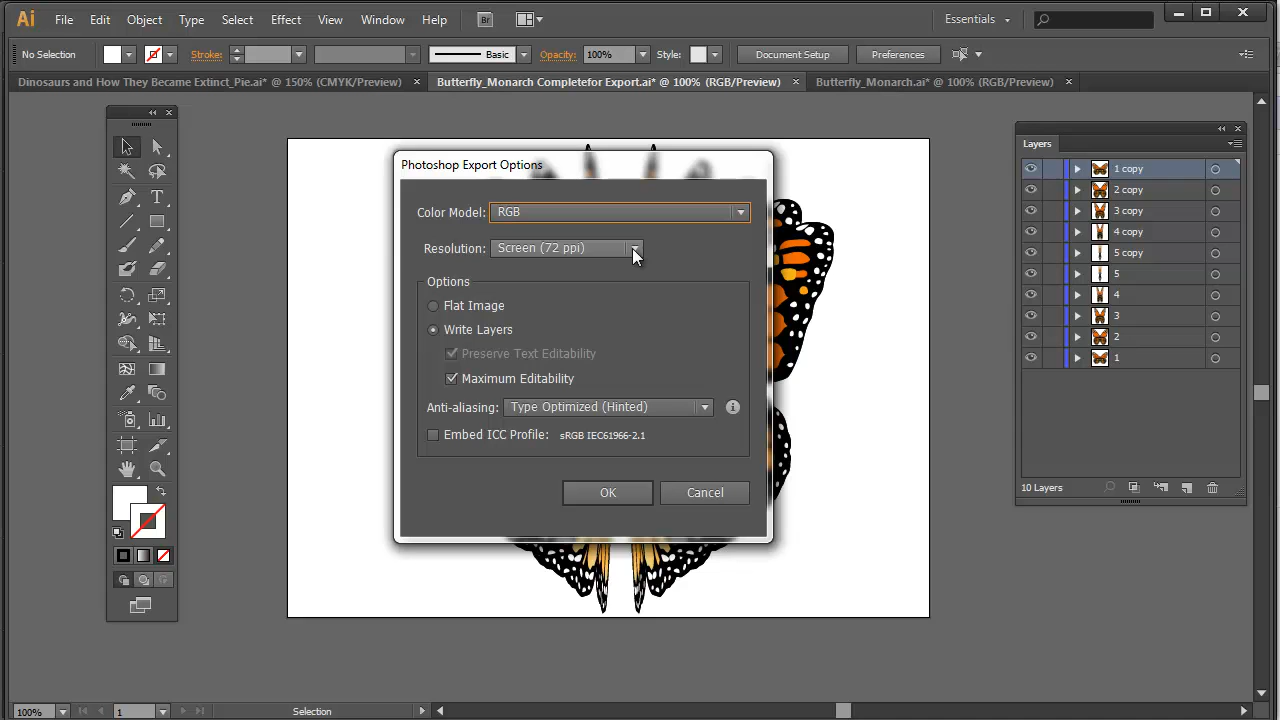 Ai File Edit Object Type Select Effect View Window Help Br Essentials
No Selection Stroke: Basic Opacity: 100% Style: Document Setup Preferences
Dinosaurs and How They Became Extinct_Pie.ai* @ 150% (CMYK/Preview) Butterfly_Monarch Completefor Export.ai* @ 100% (RGB/Preview) Butterfly_Monarch.ai* @ 100% (RGB/Preview)
Photoshop Export Options
Color Model: RGB
Resolution: Screen (72 ppi)
Options
Flat Image
Write Layers
Preserve Text Editability
Maximum Editability
Anti-aliasing: Type Optimized (Hinted)
Embed ICC Profile: sRGB IEC61966-2.1
OK Cancel
Layers
1 copy
2 copy
3 copy
4 copy
5 copy
5
4
3
2
1
10 Layers
100% 1 Selection